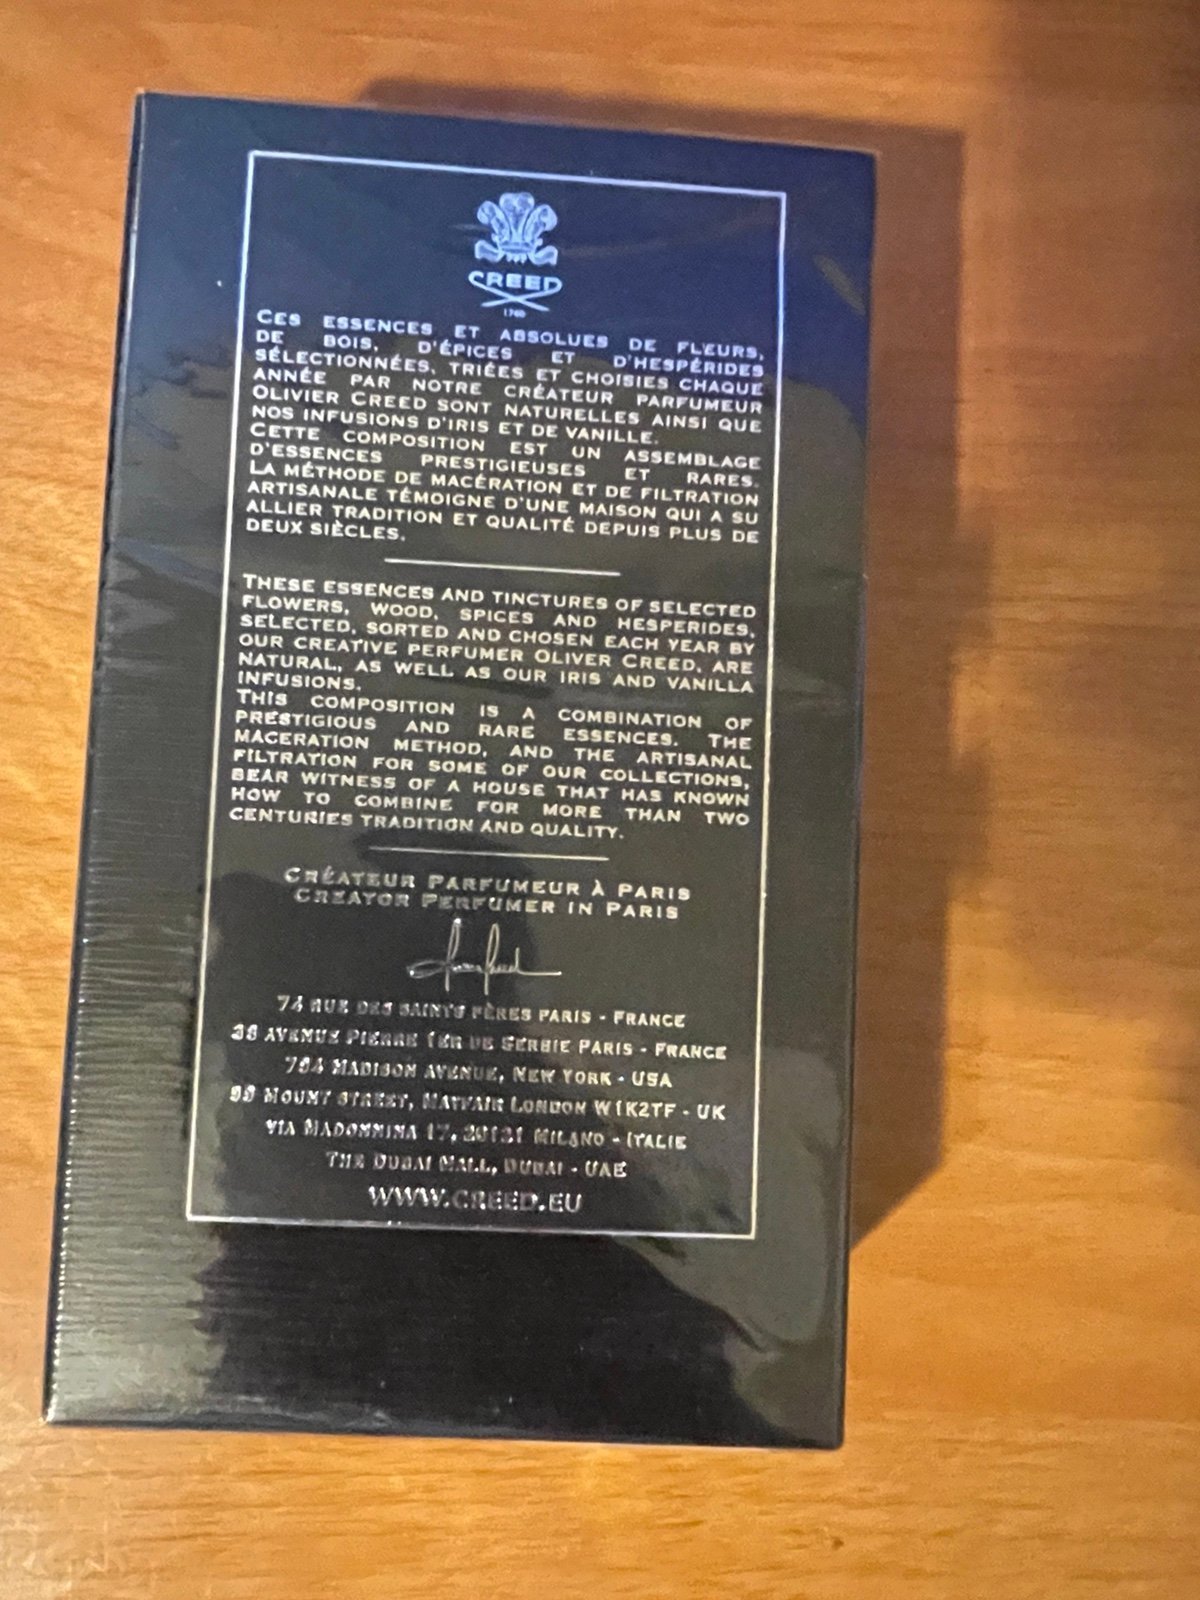 CREED
1760
CES ESSENCES ET ABSOLUES DE FLEURS,
DE BOIS, D'ÉPICES ET D'HESPÉRIDES
SÉLECTIONNÉES, TRIÉES ET CHOISIES CHAQUE
ANNÉE PAR NOTRE CRÉATEUR PARFUMEUR
OLIVIER CREED SONT NATURELLES AINSI QUE
NOS INFUSIONS D'IRIS ET DE VANILLE.
CETTE COMPOSITION EST UN ASSEMBLAGE
D'ESSENCES PRESTIGIEUSES ET RARES.
LA MÉTHODE DE MACÉRATION ET DE FILTRATION
ARTISANALE TÉMOIGNE D'UNE MAISON QUI A SU
ALLIER TRADITION ET QUALITÉ DEPUIS PLUS DE
DEUX SIÈCLES.
THESE ESSENCES AND TINCTURES OF SELECTED
FLOWERS, WOOD, SPICES AND HESPERIDES,
SELECTED, SORTED AND CHOSEN EACH YEAR BY
OUR CREATIVE PERFUMER OLIVER CREED, ARE
NATURAL, AS WELL AS OUR IRIS AND VANILLA
INFUSIONS.
THIS COMPOSITION IS A COMBINATION OF
PRESTIGIOUS AND RARE ESSENCES. THE
MACERATION METHOD, AND THE ARTISANAL
FILTRATION FOR SOME OF OUR COLLECTIONS,
BEAR WITNESS OF A HOUSE THAT HAS KNOWN
HOW TO COMBINE FOR MORE THAN TWO
CENTURIES TRADITION AND QUALITY.
CRÉATEUR PARFUMEUR À PARIS
CREATOR PERFUMER IN PARIS
74 RUE DES SAINTS PÈRES PARIS - FRANCE
38 AVENUE PIERRE 1ER DE SERBIE PARIS - FRANCE
794 MADISON AVENUE, NEW YORK - USA
99 MOUNT STREET, MAYFAIR LONDON W1K2TF - UK
VIA MADONNINA 17, 20121 MILANO - ITALIE
THE DUBAI MALL, DUBAI - UAE
WWW.CREED.EU